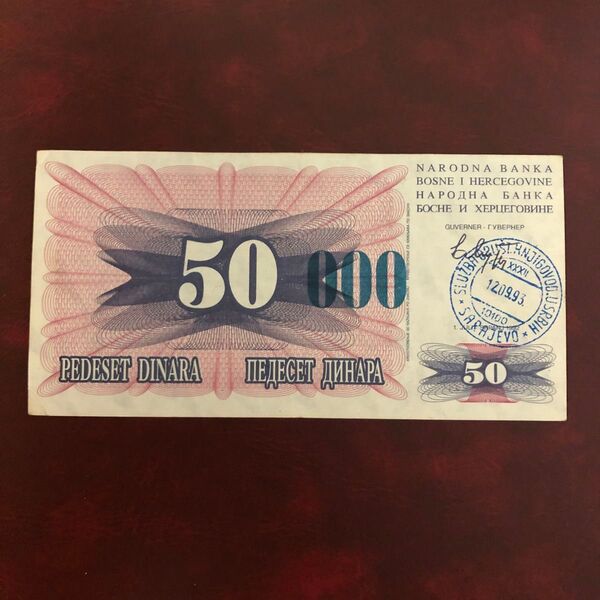 NARODNA BANKA
BOSNE I HERCEGOVINE
НАРОДНА БАНКА
БОСНЕ И ХЕРЦЕГОВИНЕ
GUVERNER - ГУВЕРНЕР
50 000
PEDESET DINARA ПЕДЕСЕТ ДИНАРА
SARAJEVO
12.09.93
10100
50